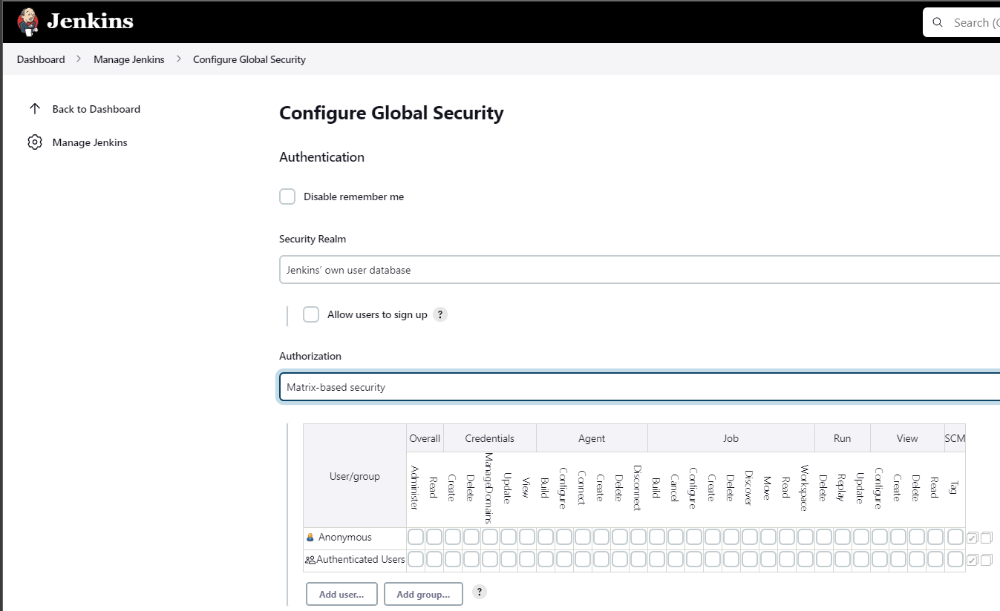 Jenkins
Search (
Dashboard > Manage Jenkins > Configure Global Security
Back to Dashboard
Manage Jenkins
Configure Global Security
Authentication
Disable remember me
Security Realm
Jenkins’ own user database
Allow users to sign up ?
Authorization
Matrix-based security
User/group Overall Credentials Agent Job Run View SCM
Administer Read Create Delete ManageDomains Update View Build Configure Connect Create Delete Disconnect Build Cancel Configure Create Delete Discover Move Read Workspace Delete Replay Update Configure Create Delete Read Tag
Anonymous
Authenticated Users
Add user... Add group... ?